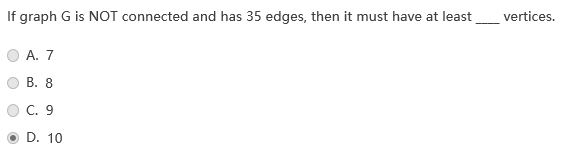 If graph G is NOT connected and has 35 edges, then it must have at least ____ vertices.
A. 7
B. 8
C. 9
D. 10